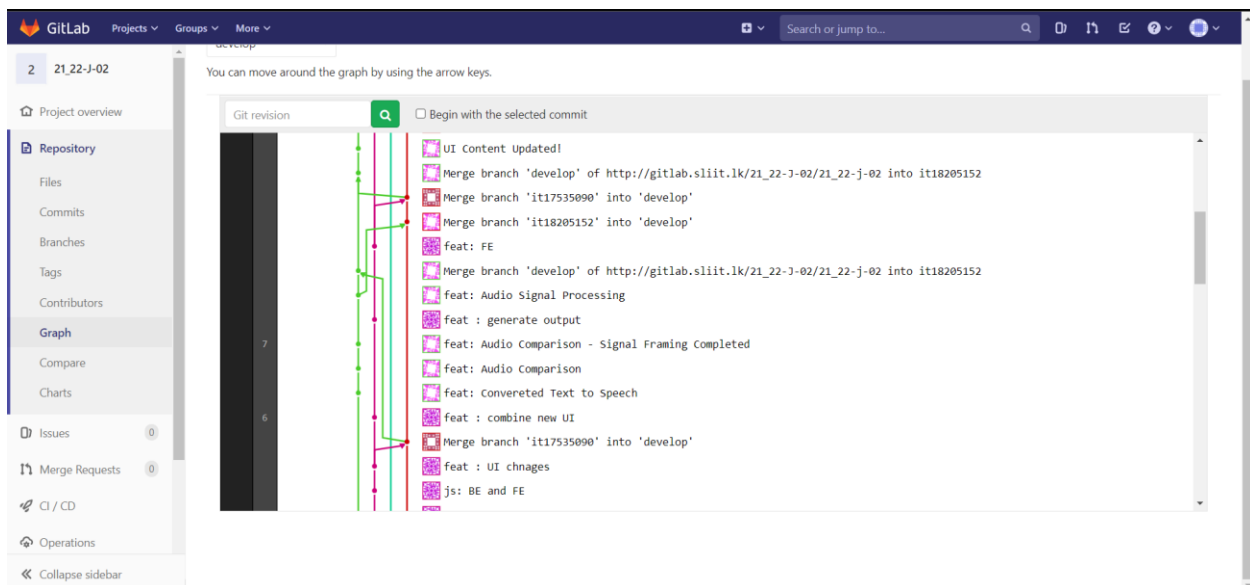 GitLab Projects Groups More Search or jump to...
develop
2 21_22-J-02
You can move around the graph by using the arrow keys.
Project overview
Git revision Begin with the selected commit
Repository
UI Content Updated!
Merge branch 'develop' of http://gitlab.sliit.lk/21_22-J-02/21_22-j-02 into it18205152
Files
Merge branch 'it17535090' into 'develop'
Commits
Merge branch 'it18205152' into 'develop'
Branches
feat: FE
Tags
Merge branch 'develop' of http://gitlab.sliit.lk/21_22-J-02/21_22-j-02 into it18205152
Contributors
feat: Audio Signal Processing
Graph
feat : generate output
7 feat: Audio Comparison - Signal Framing Completed
Compare
feat: Audio Comparison
Charts
feat: Convereted Text to Speech
6 feat : combine new UI
Issues 0
Merge branch 'it17535090' into 'develop'
Merge Requests 0
feat : UI chnages
js: BE and FE
CI / CD
Operations
Collapse sidebar